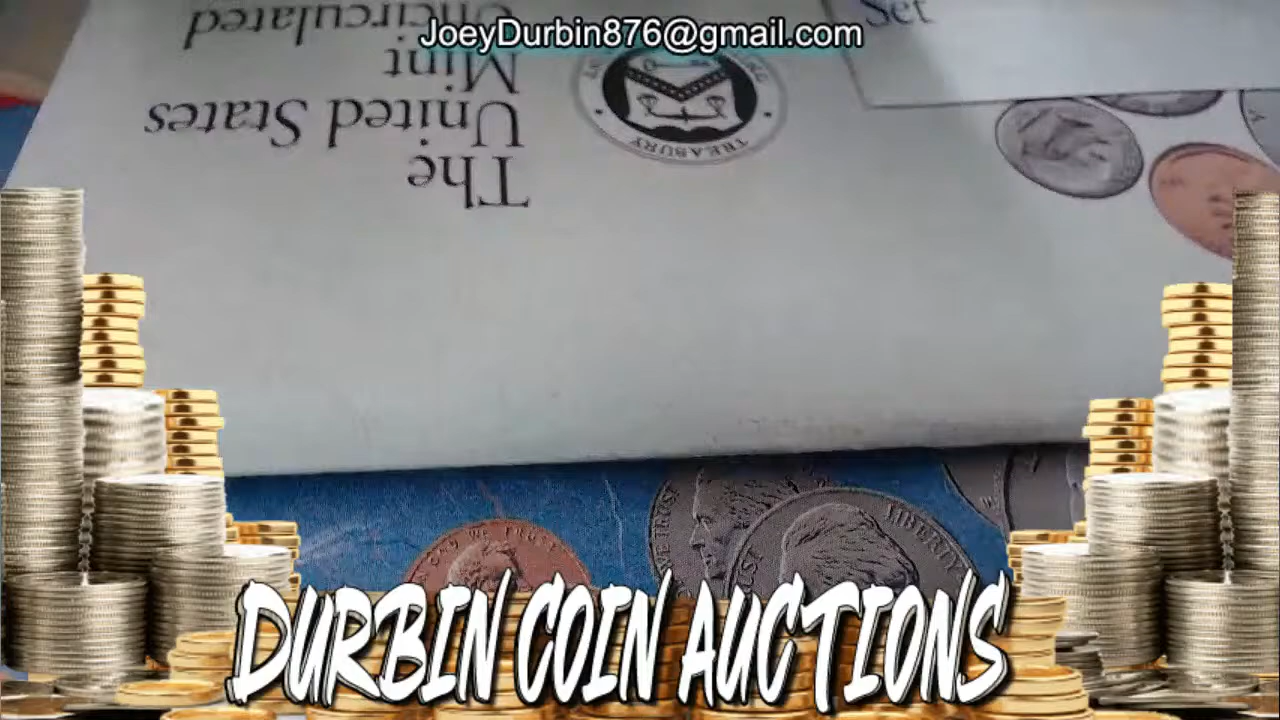 JoeyDurbin876@gmail.com
Set
The
United States
Mint
Uncirculated
TREASURY
LIBERTY
DURBIN COIN AUCTIONS